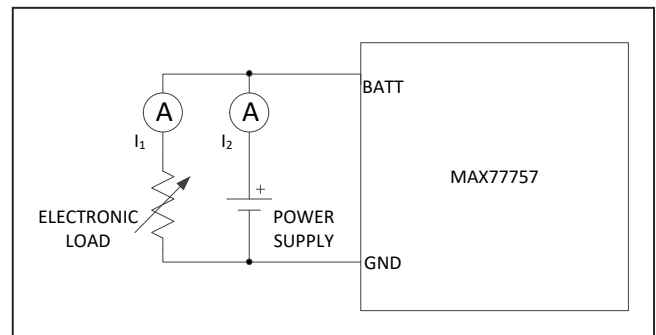 BATT
A
A
I₁
I₂
MAX77757
+
ELECTRONIC
LOAD
POWER
SUPPLY
GND